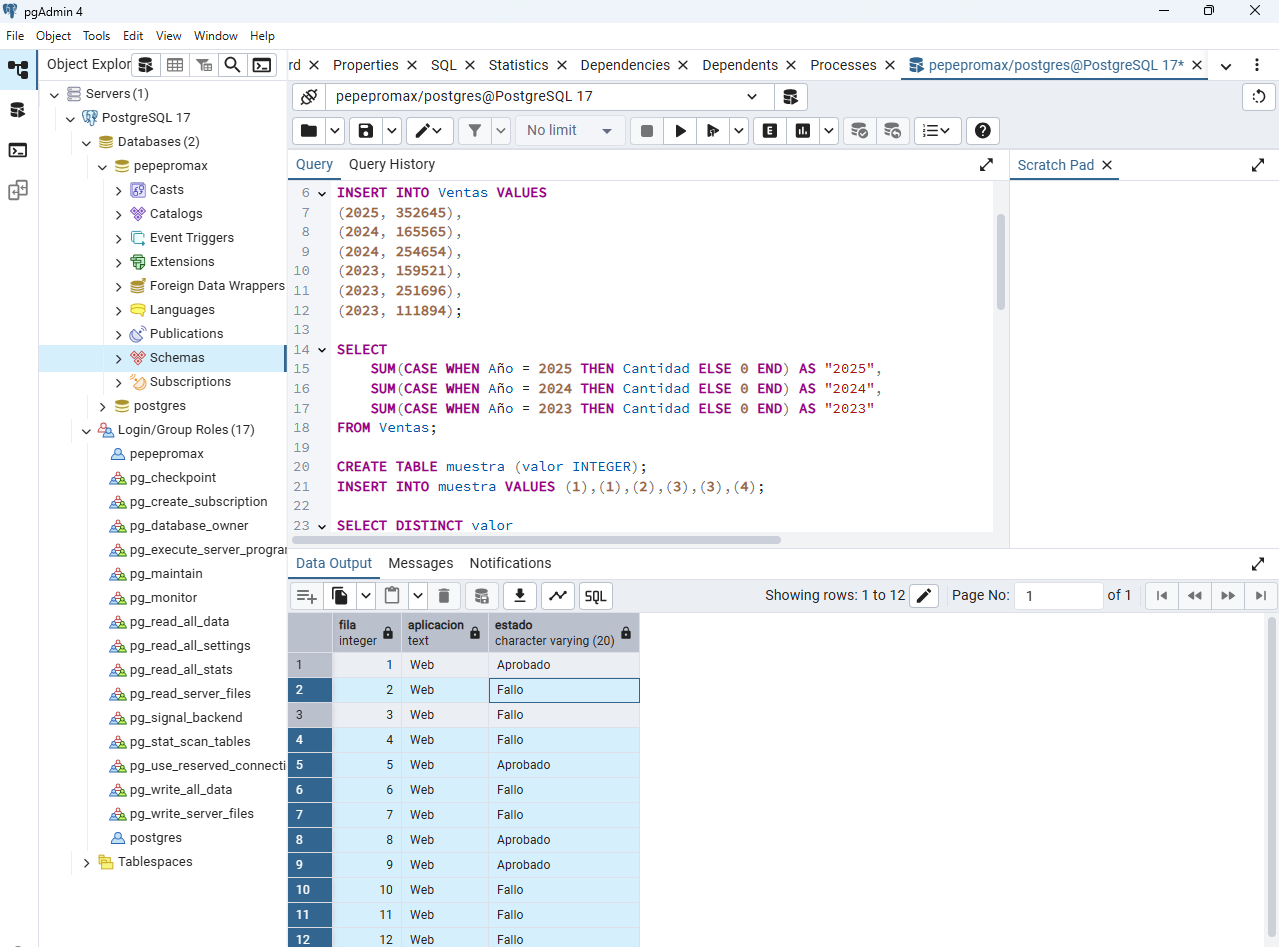 pgAdmin 4
File Object Tools Edit View Window Help
Object Explor
rd Properties SQL Statistics Dependencies Dependents Processes pepepromax/postgres@PostgreSQL 17*
Servers (1)
PostgreSQL 17
Databases (2)
pepepromax
Casts
Catalogs
Event Triggers
Extensions
Foreign Data Wrappers
Languages
Publications
Schemas
Subscriptions
postgres
Login/Group Roles (17)
pepepromax
pg_checkpoint
pg_create_subscription
pg_database_owner
pg_execute_server_progra
pg_maintain
pg_monitor
pg_read_all_data
pg_read_all_settings
pg_read_all_stats
pg_read_server_files
pg_signal_backend
pg_stat_scan_tables
pg_use_reserved_connecti
pg_write_all_data
pg_write_server_files
postgres
Tablespaces
pepepromax/postgres@PostgreSQL 17
No limit E
Query Query History
Scratch Pad
6 INSERT INTO Ventas VALUES
7 (2025, 352645),
8 (2024, 165565),
9 (2024, 254654),
10 (2023, 159521),
11 (2023, 251696),
12 (2023, 111894);
13
14 SELECT
15 SUM(CASE WHEN Año = 2025 THEN Cantidad ELSE 0 END) AS "2025",
16 SUM(CASE WHEN Año = 2024 THEN Cantidad ELSE 0 END) AS "2024",
17 SUM(CASE WHEN Año = 2023 THEN Cantidad ELSE 0 END) AS "2023"
18 FROM Ventas;
19
20 CREATE TABLE muestra (valor INTEGER);
21 INSERT INTO muestra VALUES (1),(1),(2),(3),(3),(4);
22
23 SELECT DISTINCT valor
Data Output Messages Notifications
SQL Showing rows: 1 to 12 Page No: 1 of 1
fila aplicacion estado
integer text character varying (20)
1 1 Web Aprobado
2 2 Web Fallo
3 3 Web Fallo
4 4 Web Fallo
5 5 Web Aprobado
6 6 Web Fallo
7 7 Web Fallo
8 8 Web Aprobado
9 9 Web Aprobado
10 10 Web Fallo
11 11 Web Fallo
12 12 Web Fallo